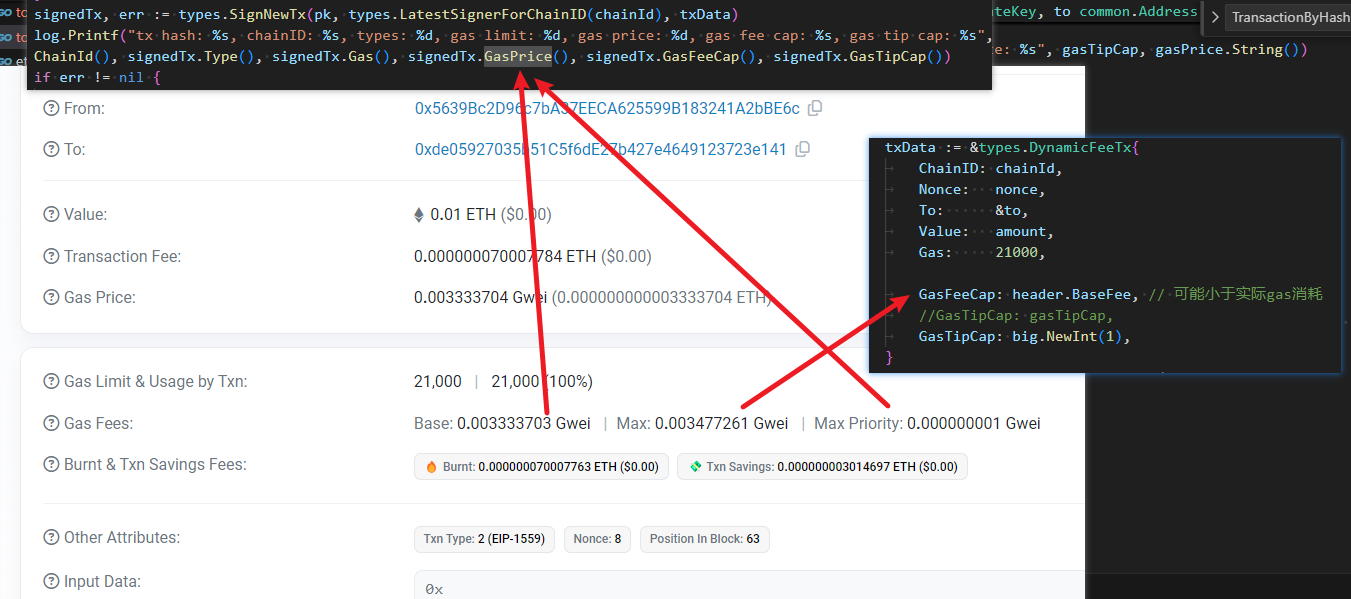 signedTx, err := types.SignNewTx(pk, types.LatestSignerForChainID(chainId), txData)
log.Printf("tx hash: %s, chainID: %s, types: %d, gas limit: %d, gas price: %d, gas fee cap: %s, gas tip cap: %s",
ChainId(), signedTx.Type(), signedTx.Gas(), signedTx.GasPrice(), signedTx.GasFeeCap(), signedTx.GasTipCap())
if err != nil {
ateKey, to common.Address
TransactionByHash
e: %s", gasTipCap, gasPrice.String())
From: 0x5639Bc2D96c7bA37EECA625599B183241A2bBE6c
To: 0xde05927035b51C5f6dE27b427e4649123723e141
Value: 0.01 ETH ($0.00)
Transaction Fee: 0.000000070007784 ETH ($0.00)
Gas Price: 0.003333704 Gwei (0.000000000003333704 ETH)
txData := &types.DynamicFeeTx{
ChainID: chainId,
Nonce: nonce,
To: &to,
Value: amount,
Gas: 21000,
GasFeeCap: header.BaseFee, // 可能小于实际gas消耗
//GasTipCap: gasTipCap,
GasTipCap: big.NewInt(1),
}
Gas Limit & Usage by Txn: 21,000 | 21,000 (100%)
Gas Fees: Base: 0.003333703 Gwei | Max: 0.003477261 Gwei | Max Priority: 0.000000001 Gwei
Burnt & Txn Savings Fees: Burnt: 0.000000070007763 ETH ($0.00) Txn Savings: 0.000000003014697 ETH ($0.00)
Other Attributes: Txn Type: 2 (EIP-1559) Nonce: 8 Position In Block: 63
Input Data: 0x